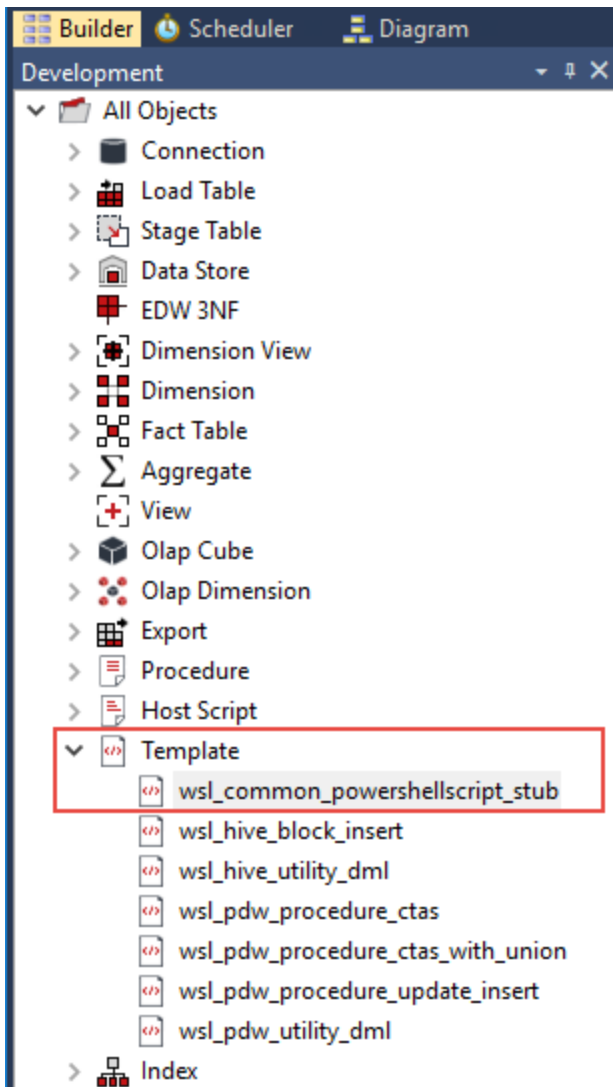 Builder Scheduler Diagram
Development
All Objects
Connection
Load Table
Stage Table
Data Store
EDW 3NF
Dimension View
Dimension
Fact Table
Aggregate
View
Olap Cube
Olap Dimension
Export
Procedure
Host Script
Template
wsl_common_powershellscript_stub
wsl_hive_block_insert
wsl_hive_utility_dml
wsl_pdw_procedure_ctas
wsl_pdw_procedure_ctas_with_union
wsl_pdw_procedure_update_insert
wsl_pdw_utility_dml
Index